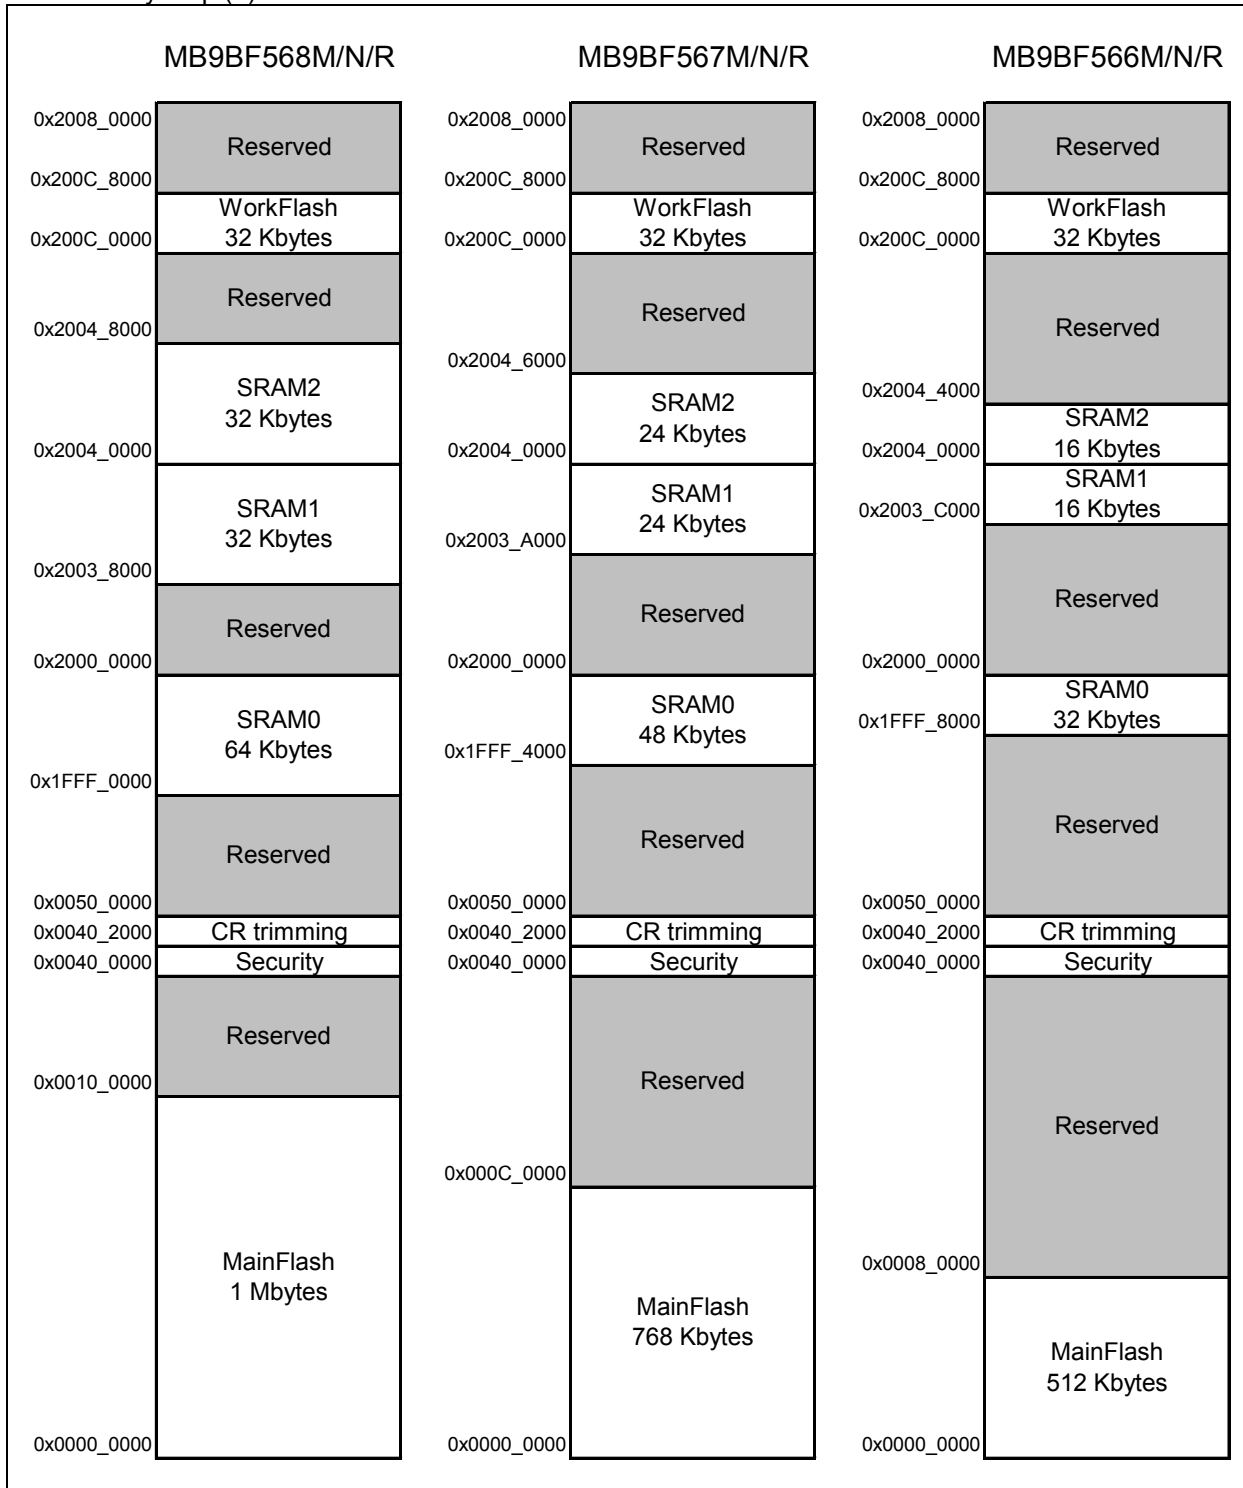 MB9BF568M/N/R
0x2008_0000
Reserved
0x200C_8000
WorkFlash
0x200C_0000 32 Kbytes
Reserved
0x2004_8000
SRAM2
32 Kbytes
0x2004_0000
SRAM1
32 Kbytes
0x2003_8000
Reserved
0x2000_0000
SRAM0
64 Kbytes
0x1FFF_0000
Reserved
0x0050_0000
0x0040_2000 CR trimming
0x0040_0000 Security
Reserved
0x0010_0000
MainFlash
1 Mbytes
0x0000_0000
MB9BF567M/N/R
0x2008_0000
Reserved
0x200C_8000
WorkFlash
0x200C_0000 32 Kbytes
Reserved
0x2004_6000
SRAM2
24 Kbytes
0x2004_0000
SRAM1
24 Kbytes
0x2003_A000
Reserved
0x2000_0000
SRAM0
48 Kbytes
0x1FFF_4000
Reserved
0x0050_0000
0x0040_2000 CR trimming
0x0040_0000 Security
Reserved
0x000C_0000
MainFlash
768 Kbytes
0x0000_0000
MB9BF566M/N/R
0x2008_0000
Reserved
0x200C_8000
WorkFlash
0x200C_0000 32 Kbytes
Reserved
0x2004_4000
SRAM2
0x2004_0000 16 Kbytes
SRAM1
0x2003_C000 16 Kbytes
Reserved
0x2000_0000
SRAM0
0x1FFF_8000 32 Kbytes
Reserved
0x0050_0000
0x0040_2000 CR trimming
0x0040_0000 Security
Reserved
0x0008_0000
MainFlash
512 Kbytes
0x0000_0000